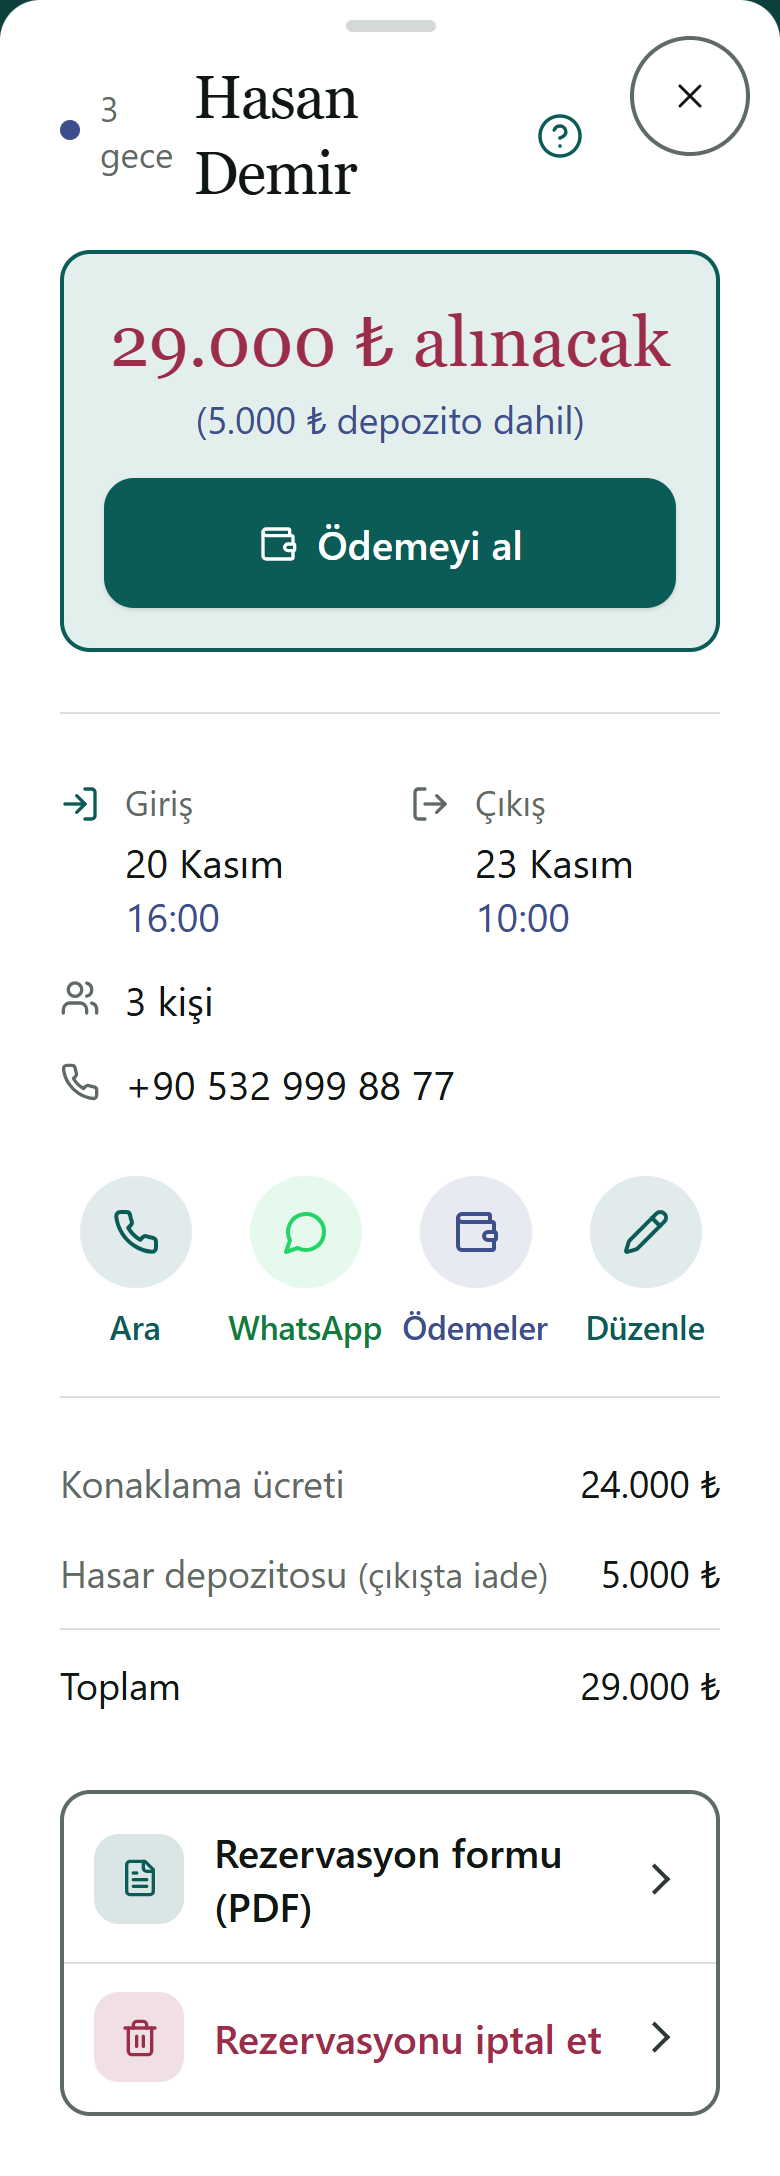 3
gece
Hasan
Demir
29.000 ₺ alınacak
(5.000 ₺ depozito dahil)
Ödemeyi al
Giriş
20 Kasım
16:00
Çıkış
23 Kasım
10:00
3 kişi
+90 532 999 88 77
Ara
WhatsApp
Ödemeler
Düzenle
Konaklama ücreti
24.000 ₺
Hasar depozitosu (çıkışta iade)
5.000 ₺
Toplam
29.000 ₺
Rezervasyon formu
(PDF)
Rezervasyonu iptal et